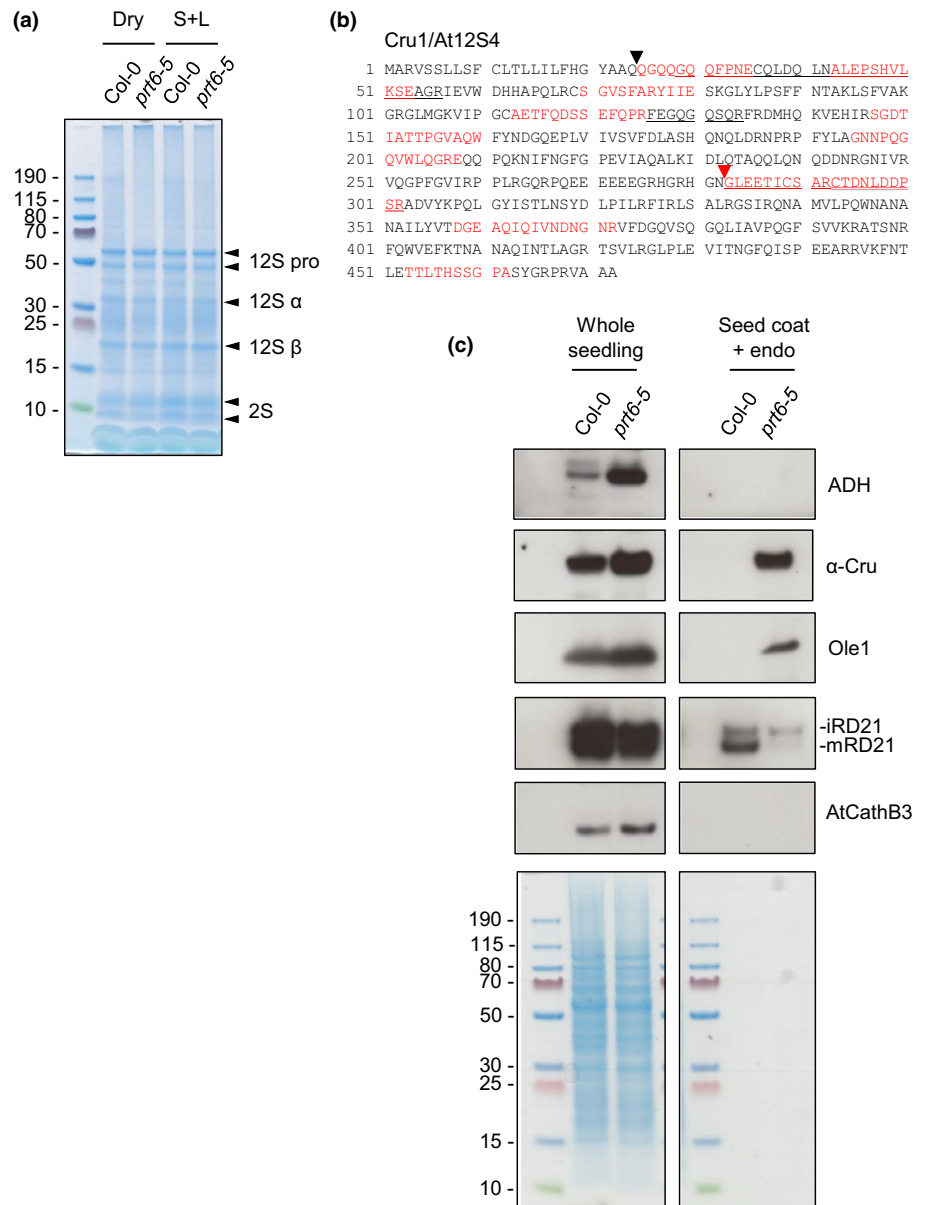 (a)
Dry S+L
Col-0 prt6-5 Col-0 prt6-5
190 -
115 -
80 -
70 -
50 -
30 -
25 -
15 -
10 -
12S pro
12S α
12S β
2S
(b)
Cru1/At12S4
1 MARVSSLLSF CLTLLILFHG YAAQQGQQGQ QFPNECQLDQ LNALEPSHVL
51 KSEAGRIEVW DHHAPQLRCS GVSFARYIIE SKGLYLPSFF NTAKLSFVAK
101 GRGLMGKVIP GCAETFQDSS EFQPRFEGQG QSQRFRDMHQ KVEHIRSGDT
151 IATTPGVAQW FYNDGQEPLV IVSVFDLASH QNQLDRNPRP FYLAGNNPQG
201 QVWLQGREQQ PQKNIFNGFG PEVIAQALKI DLQTAQQLQN QDDNRGNIVR
251 VQGPFGVIRP PLRGQRPQEE EEEEGRHGRH GNGLEETICS ARCTDNLDDP
301 SRADVYKPQL GYISTLNSYD LPILRFIRLS ALRGSIRQNA MVLPQWNANA
351 NAILYVTDGE AQIQIVNDNG NRVFDGQVSQ GQLIAVPQGF SVVKRATSNR
401 FQWVEFKTNA NAQINTLAGR TSVLRGLPLE VITNGFQISP EEARRVKFNT
451 LETTLTHSSG PASYGRPRVA AA
(c)
Whole seedling
Seed coat + endo
Col-0 prt6-5 Col-0 prt6-5
ADH
α-Cru
Ole1
-iRD21
-mRD21
AtCathB3
190 -
115 -
80 -
70 -
50 -
30 -
25 -
15 -
10 -